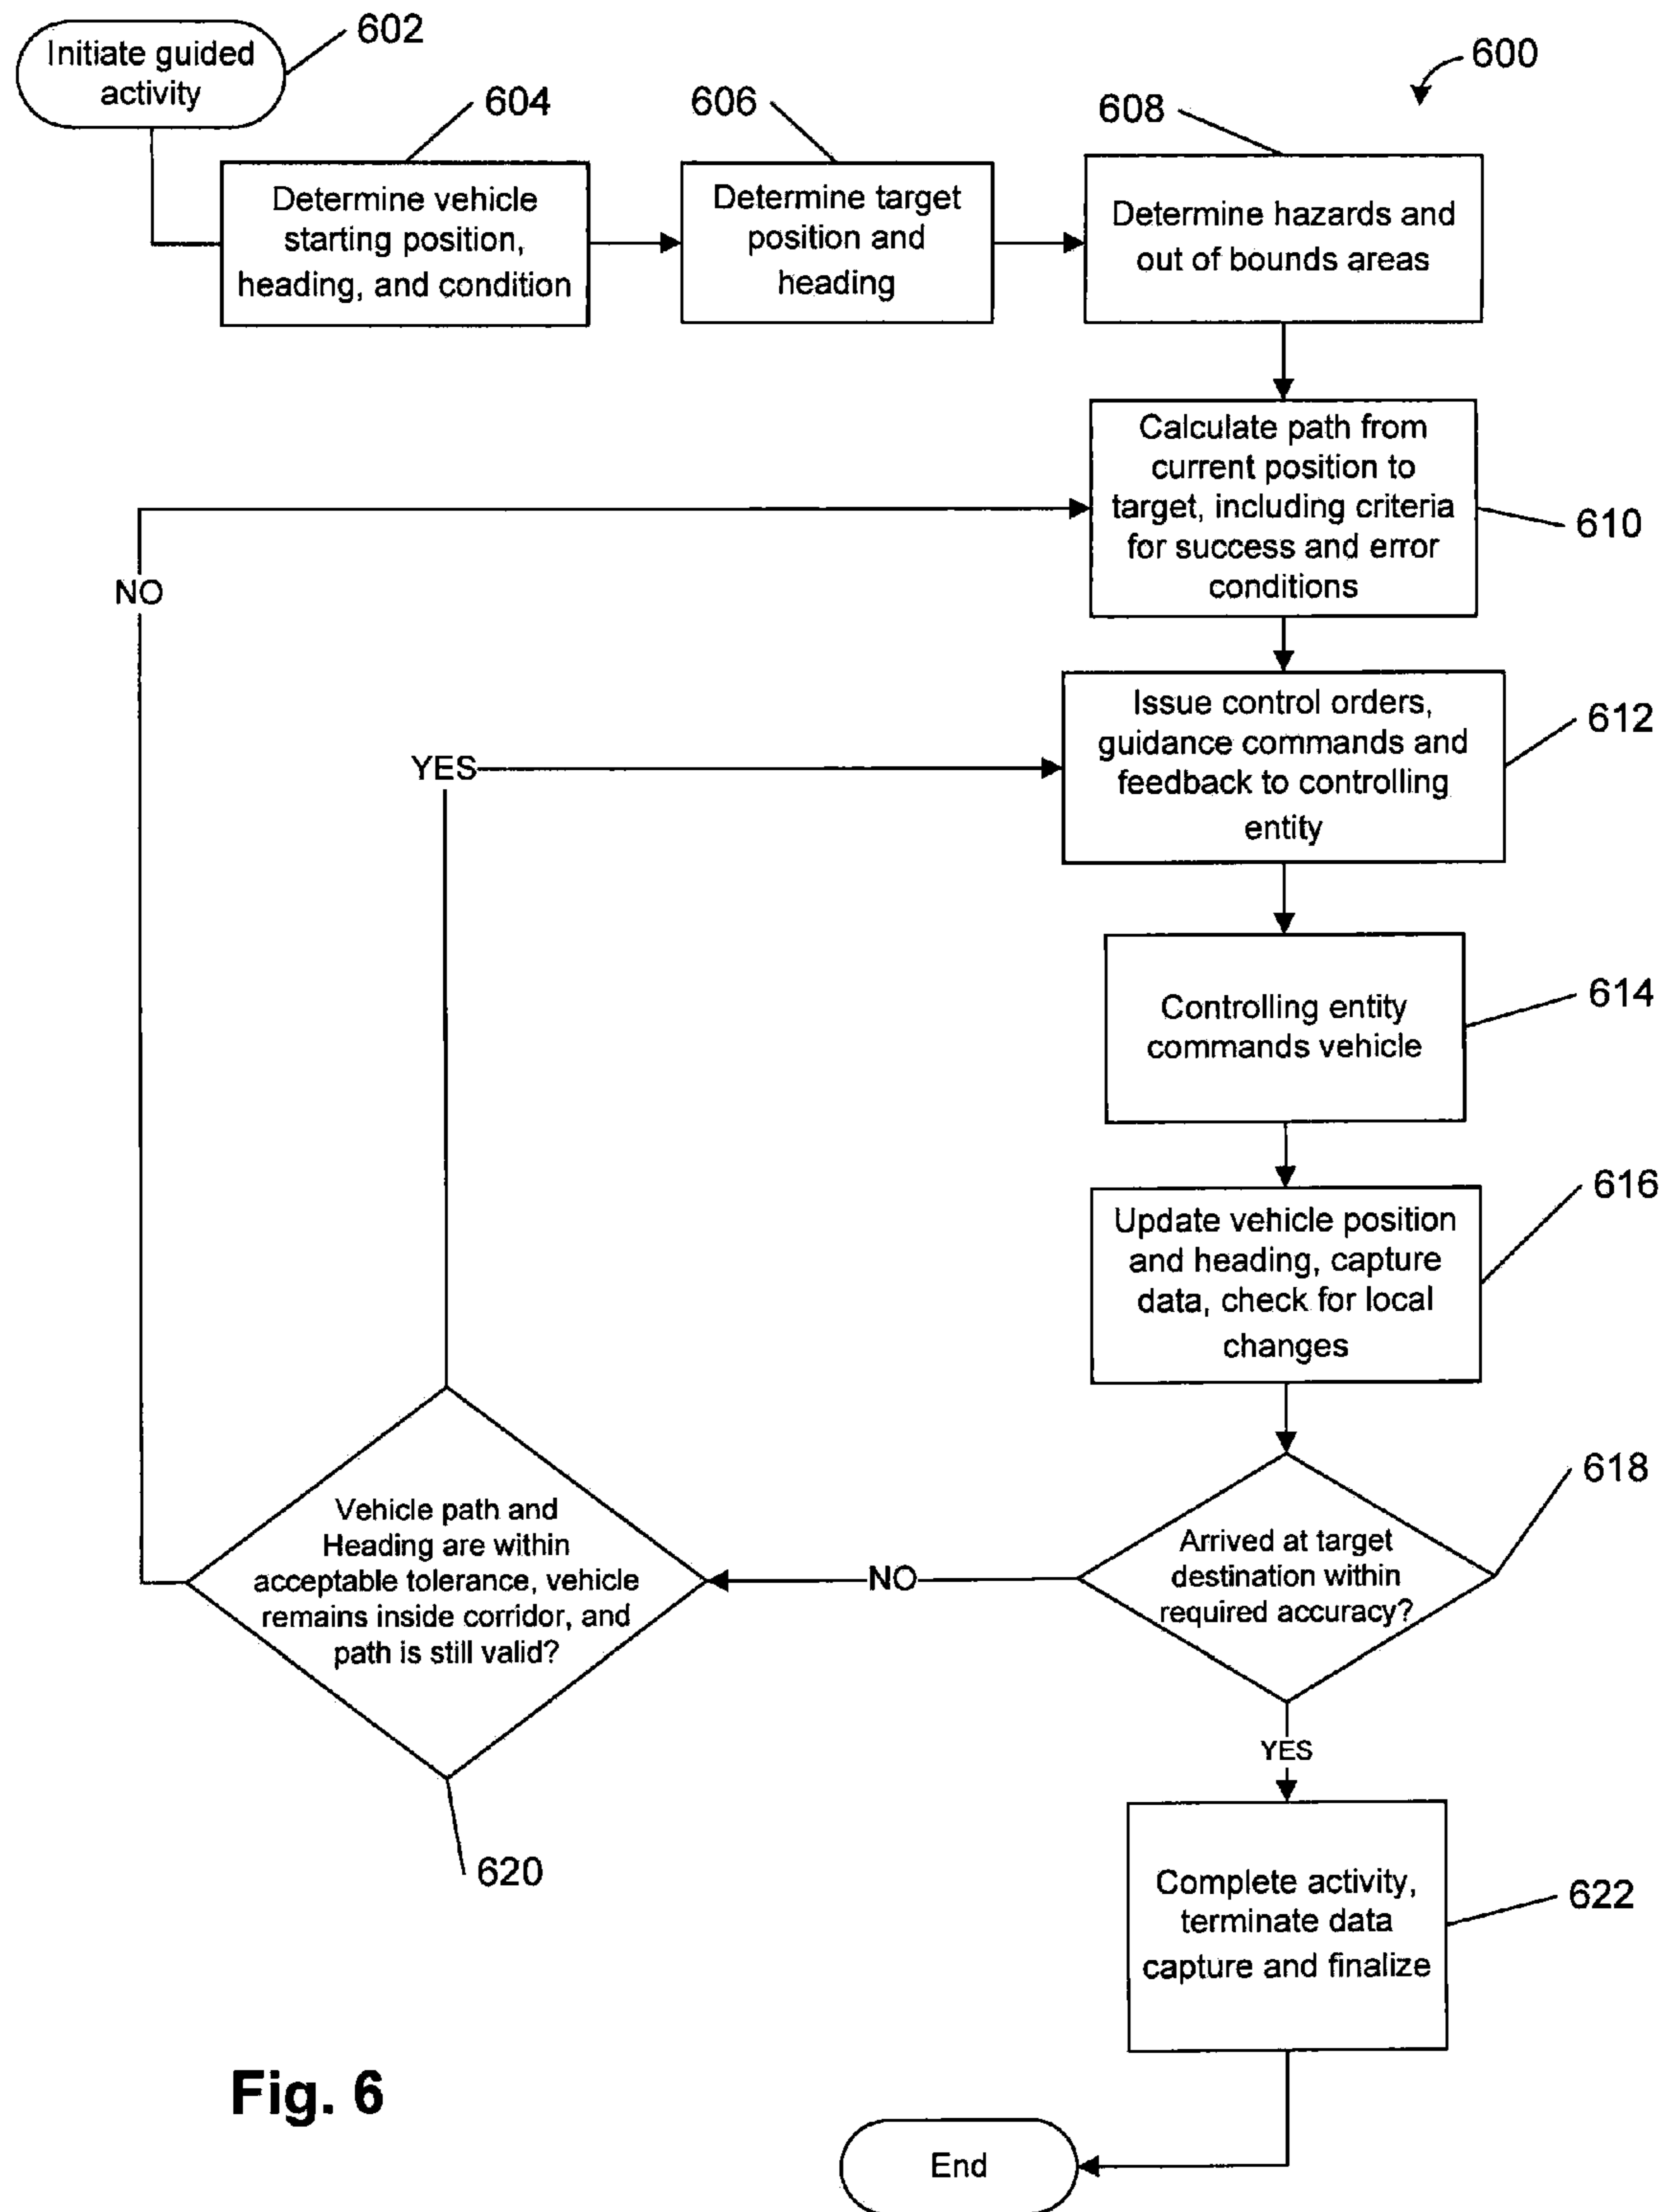 Initiate guided
activity
602
600
604
606
608
Determine vehicle
starting position,
heading, and condition
Determine target
position and
heading
Determine hazards and
out of bounds areas
Calculate path from
current position to
target, including criteria
for success and error
conditions
610
NO
Issue control orders,
guidance commands and
feedback to controlling
entity
612
YES
Controlling entity
commands vehicle
614
Update vehicle position
and heading, capture
data, check for local
changes
616
Arrived at target
destination within
required accuracy?
618
NO
Vehicle path and
Heading are within
acceptable tolerance, vehicle
remains inside corridor, and
path is still valid?
620
YES
Complete activity,
terminate data
capture and finalize
622
End
Fig. 6